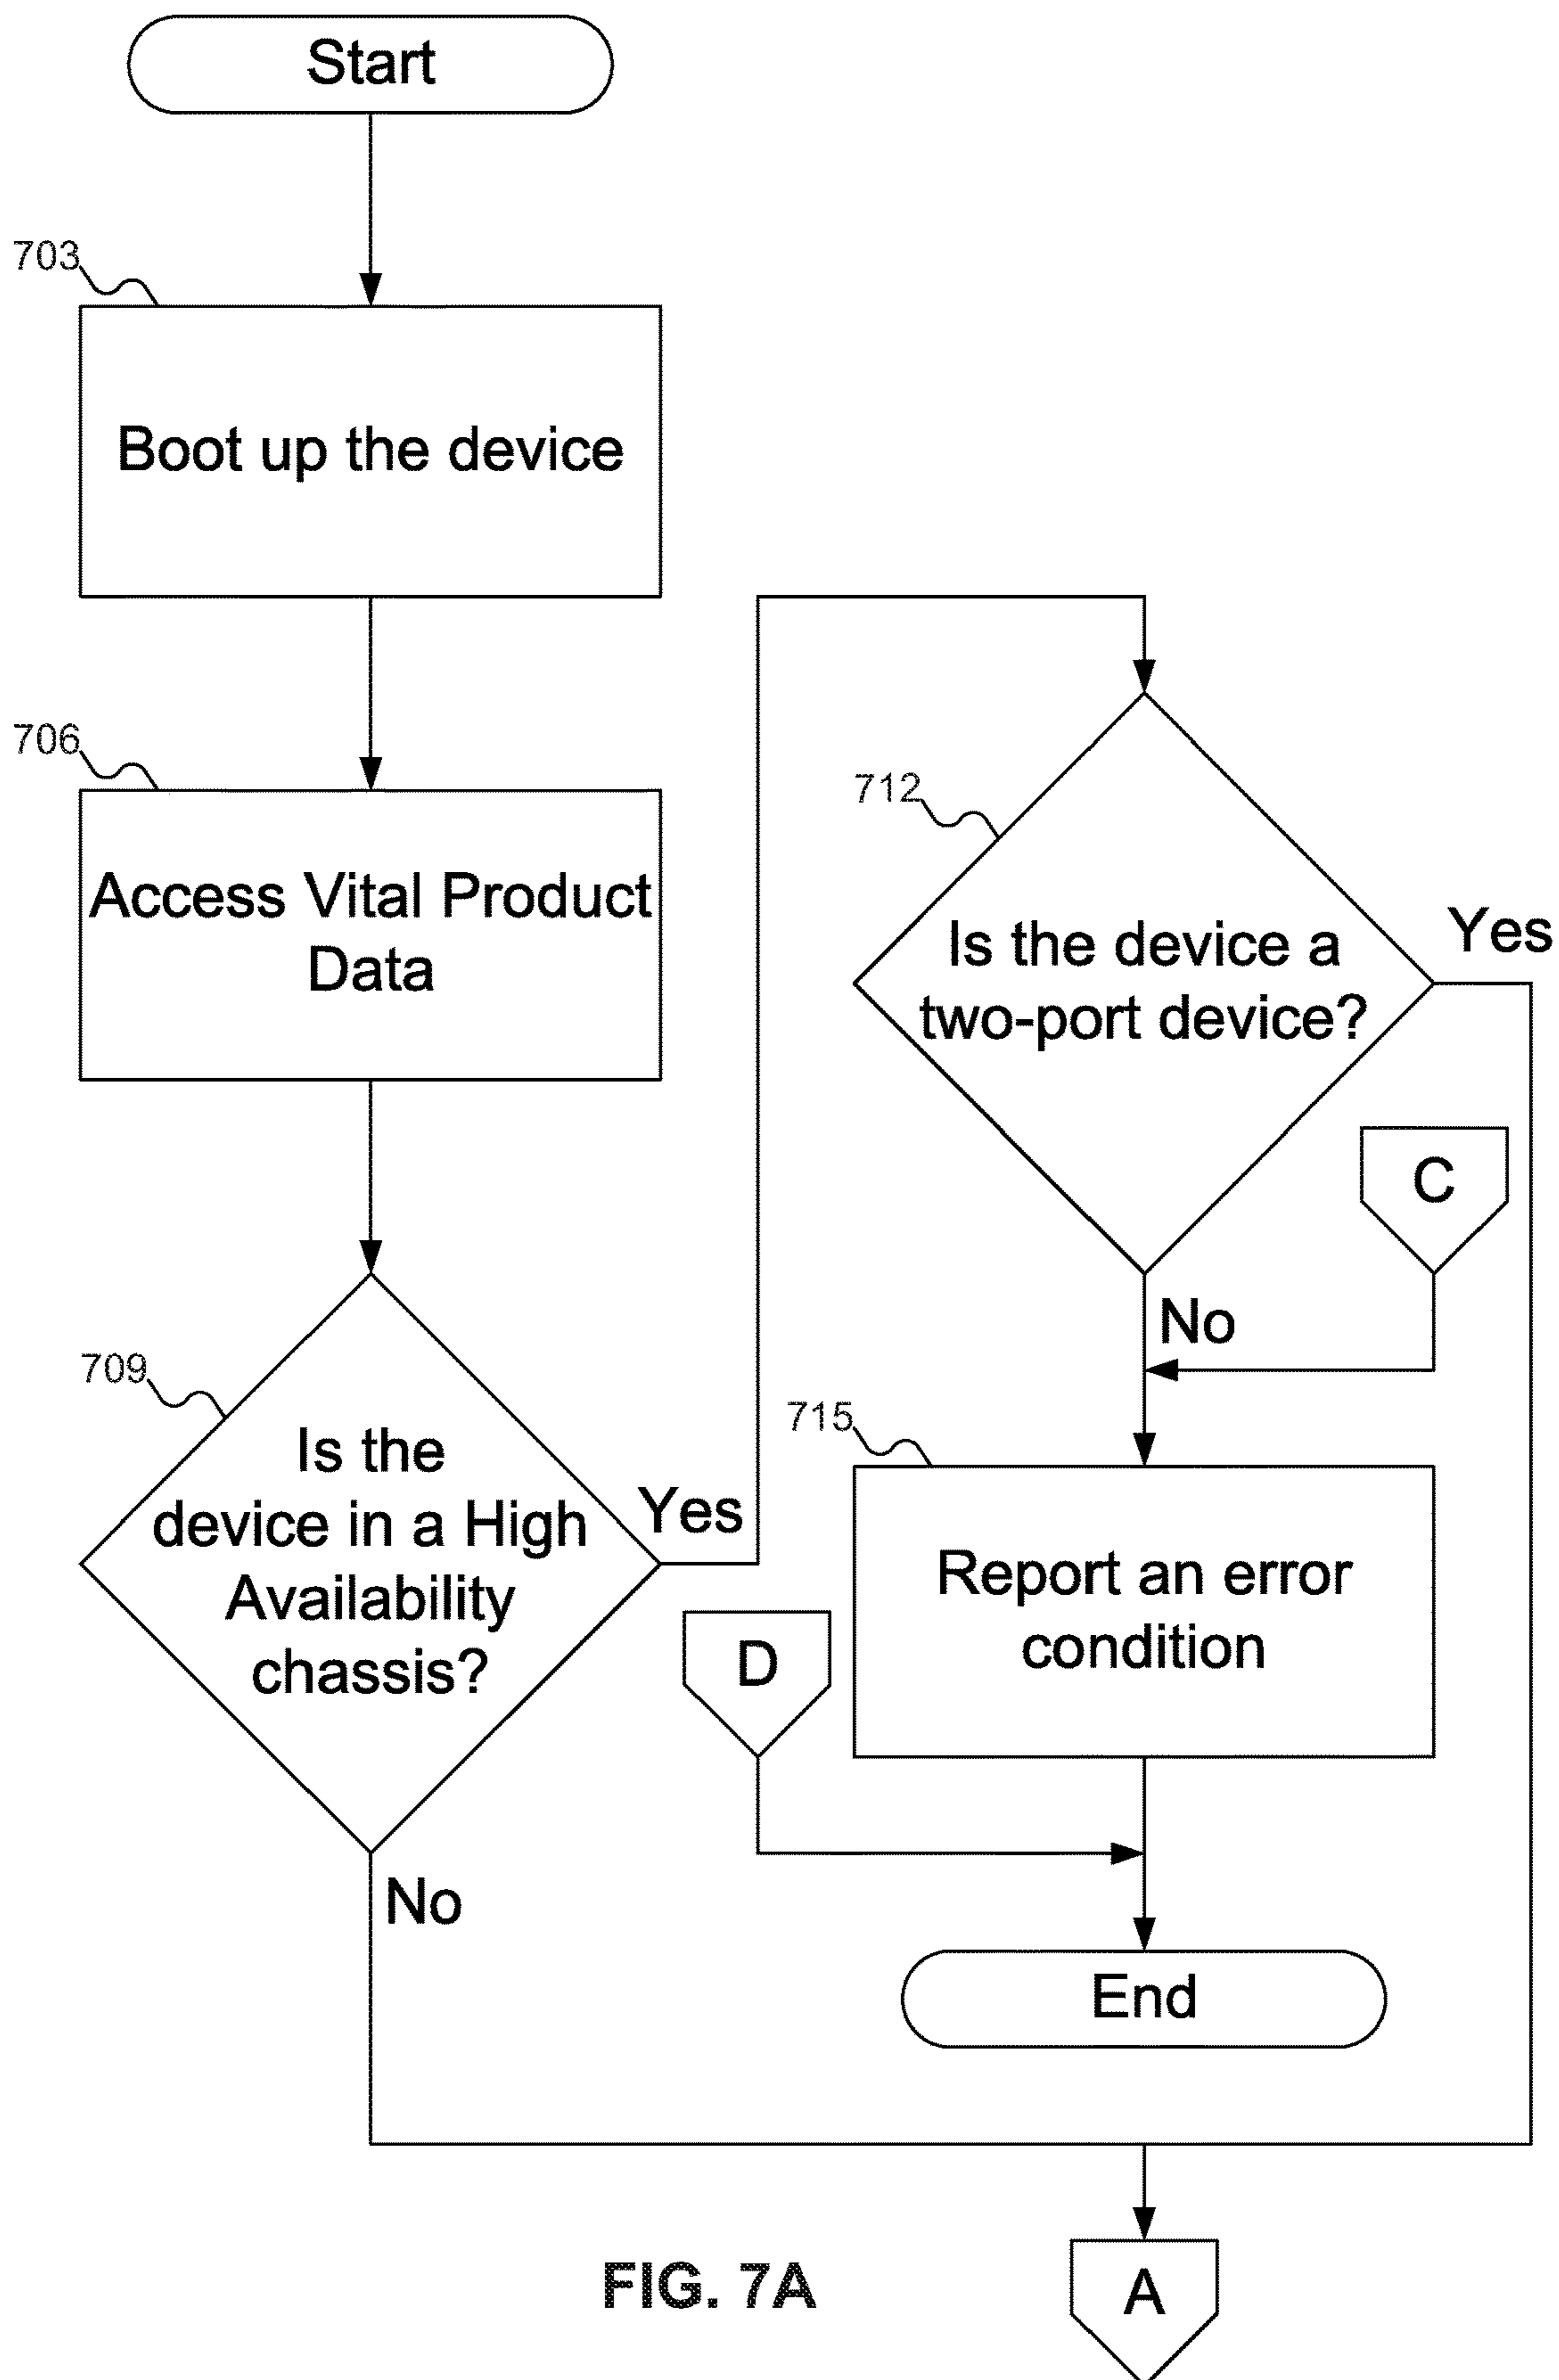 Start
703
Boot up the device
706
Access Vital Product
Data
709
Is the
device in a High
Availability
chassis?
Yes
No
712
Is the device a
two-port device?
Yes
No
C
715
Report an error
condition
D
End
A
FIG. 7A